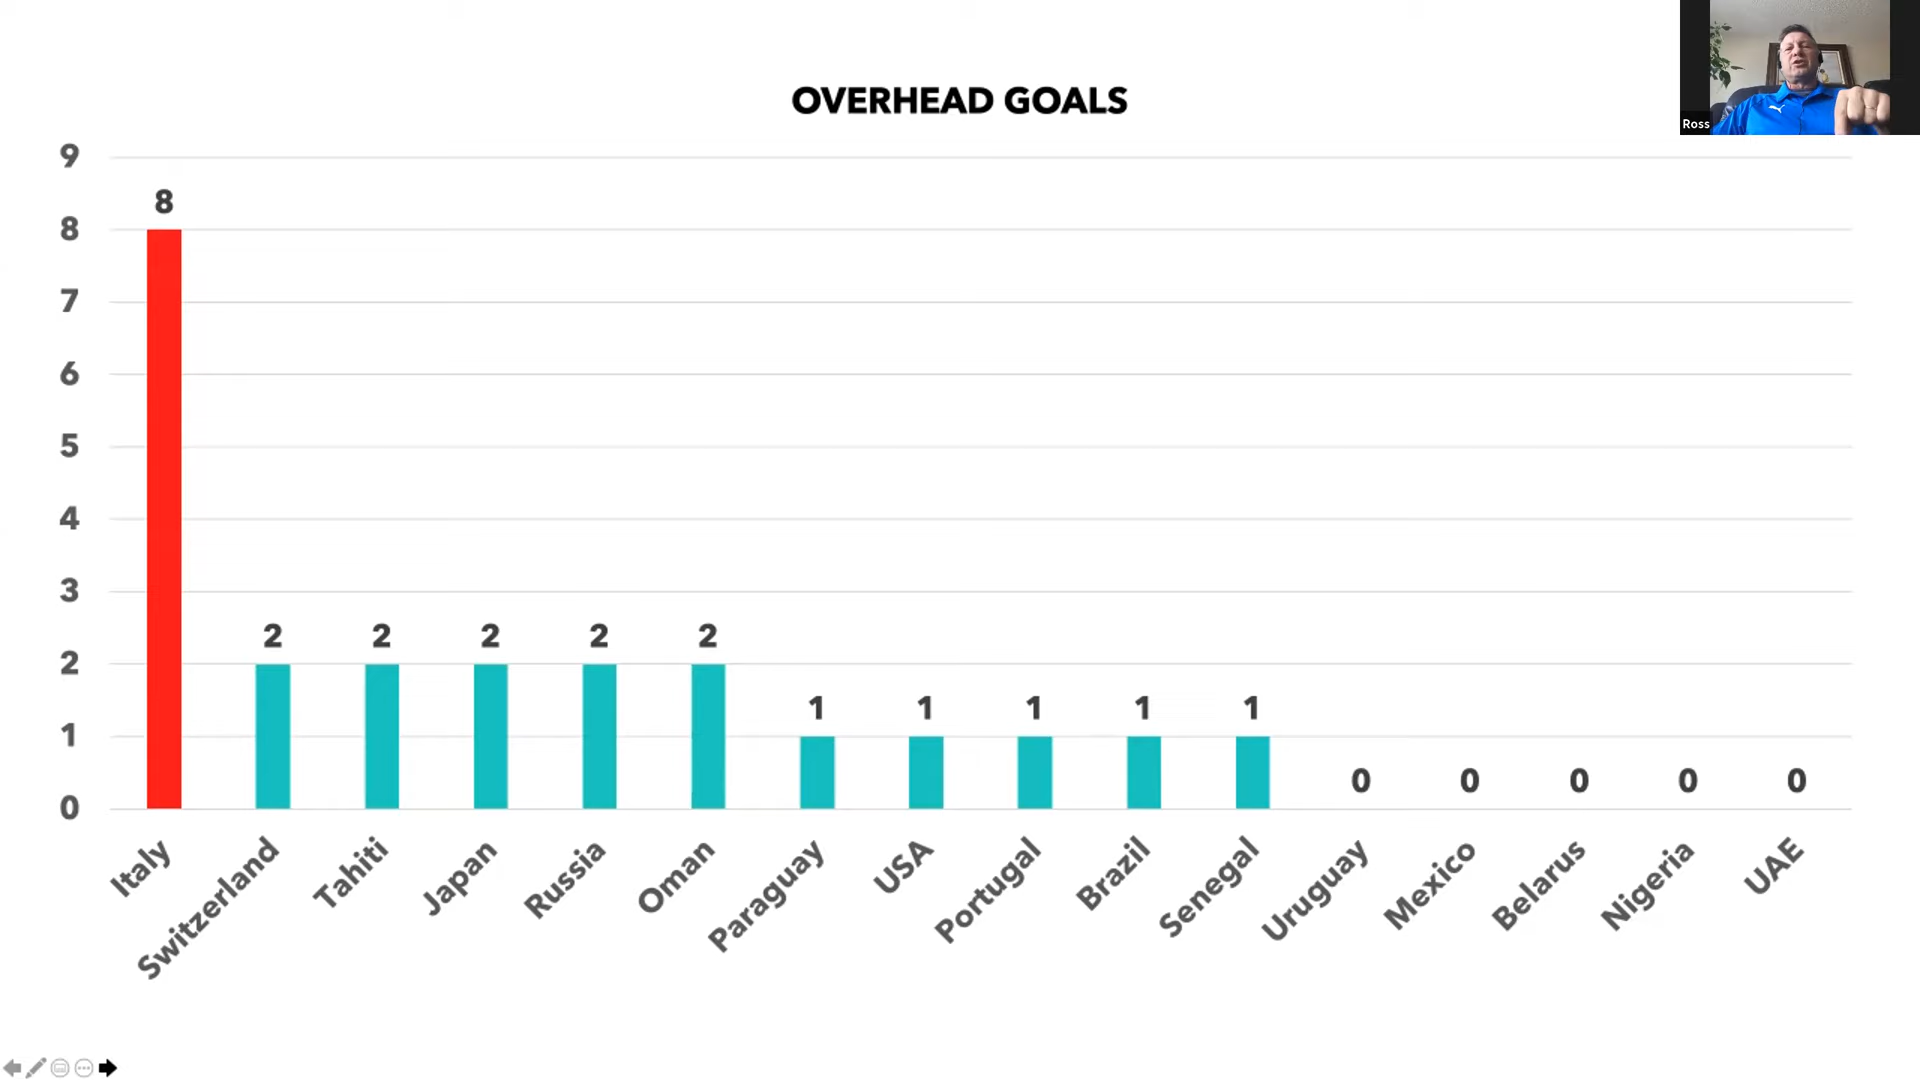 OVERHEAD GOALS
Ross
9
8
7
6
5
4
3
2
1
0
8
2
2
2
2
2
1
1
1
1
1
0
0
0
0
0
Italy
Switzerland
Tahiti
Japan
Russia
Oman
Paraguay
USA
Portugal
Brazil
Senegal
Uruguay
Mexico
Belarus
Nigeria
UAE